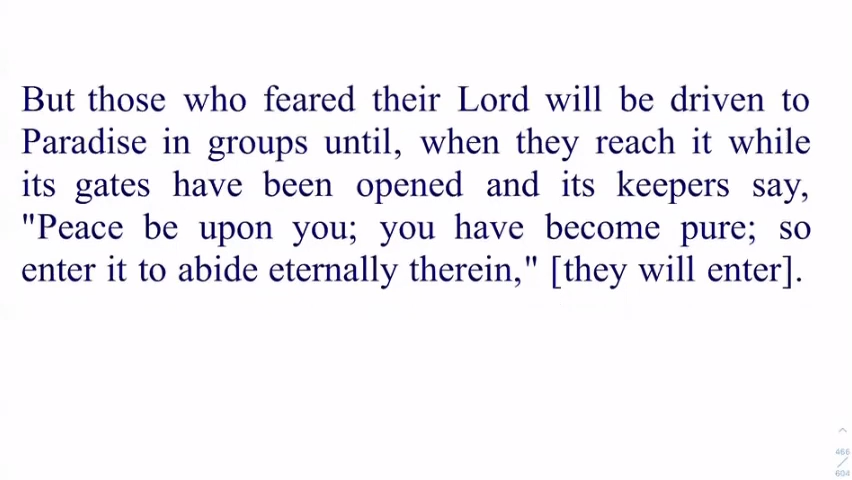 But those who feared their Lord will be driven to
Paradise in groups until, when they reach it while
its gates have been opened and its keepers say,
"Peace be upon you; you have become pure; so
enter it to abide eternally therein," [they will enter].
466
604